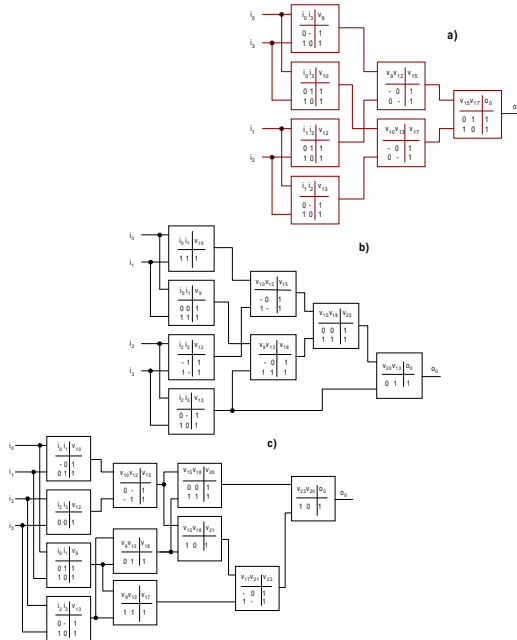 i0
i0 i3 v9
0 - 1
1 0 1
a)
i3
i0 i3 v10
0 1 1
1 0 1
v9 v12 v15
- 0 1
0 - 1
v15 v17 o0
0 1 1
1 0 1
o
i1
i1 i2 v12
0 1 1
1 0 1
v10 v13 v17
- 0 1
0 - 1
i2
i1 i2 v13
0 - 1
1 0 1
b)
i0
i0 i1 v10
1 1 1
i1
i0 i1 v9
0 0 1
1 1 1
v10 v12 v15
- 0 1
1 - 1
v15 v18 v20
0 0 1
1 1 1
i2
i2 i3 v12
- 1 1
1 - 1
v9 v13 v18
- 0 1
1 1 1
i3
i2 i3 v13
0 - 1
1 0 1
v20 v13 o0
0 1 1
o0
c)
i0
i0 i1 v10
- 0 1
0 1 1
i1
v10 v12 v15
0 - 1
- 1 1
v15 v18 v20
0 0 1
1 1 1
v23 v20 o0
1 0 1
o0
i2
i2 i3 v12
0 0 1
i3
i0 i1 v9
0 1 1
1 0 1
v9 v13 v18
0 1 1
v15 v18 v21
1 0 1
v9 v13 v17
1 1 1
v17 v21 v23
- 0 1
1 - 1
i2 i3 v13
0 - 1
1 0 1